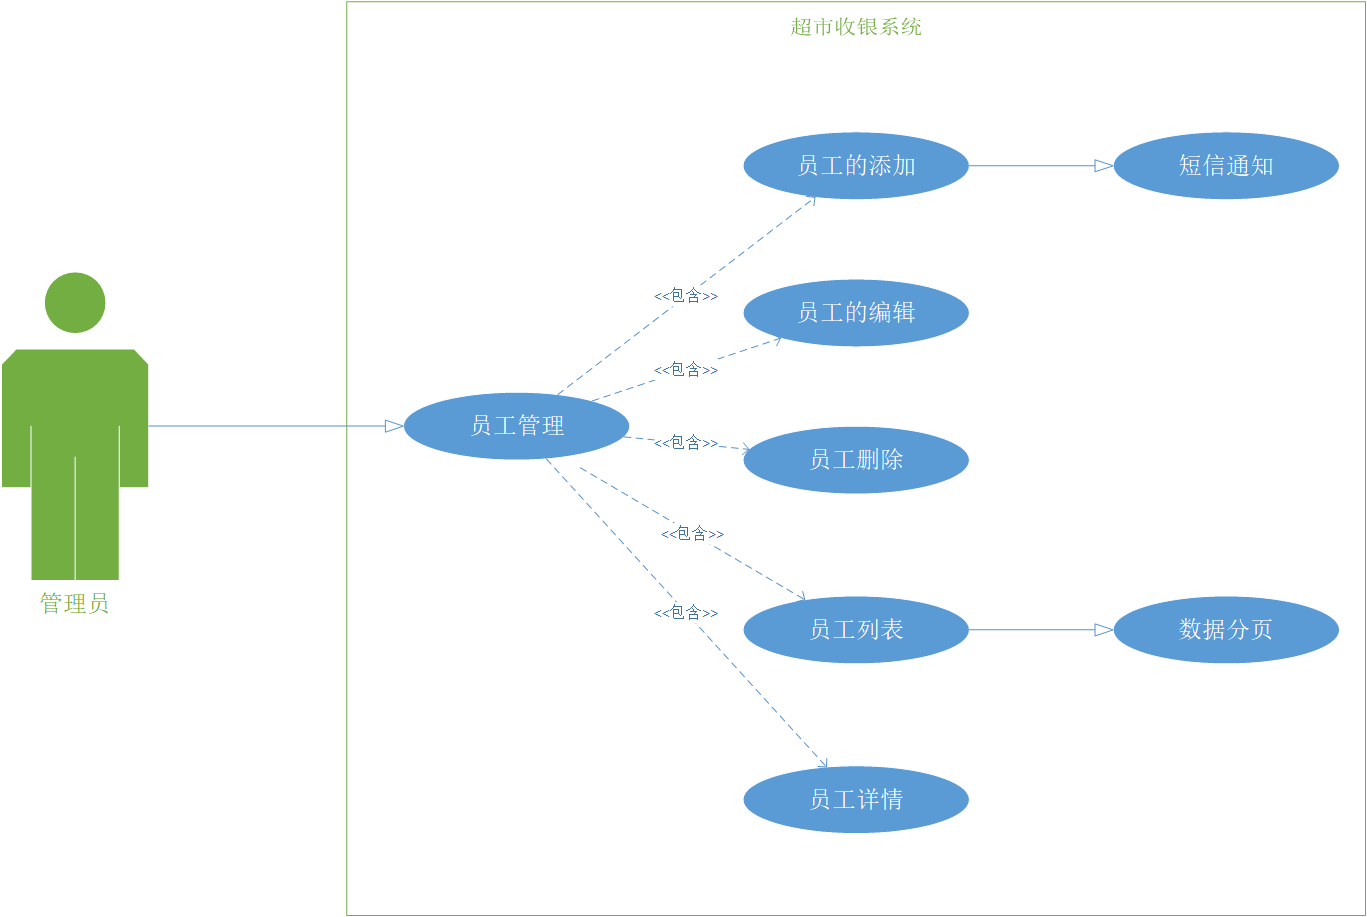 超市收银系统
员工的添加
短信通知
<<包含>>
员工的编辑
<<包含>>
员工管理
<<包含>>
员工删除
<<包含>>
管理员
<<包含>>
员工列表
数据分页
员工详情